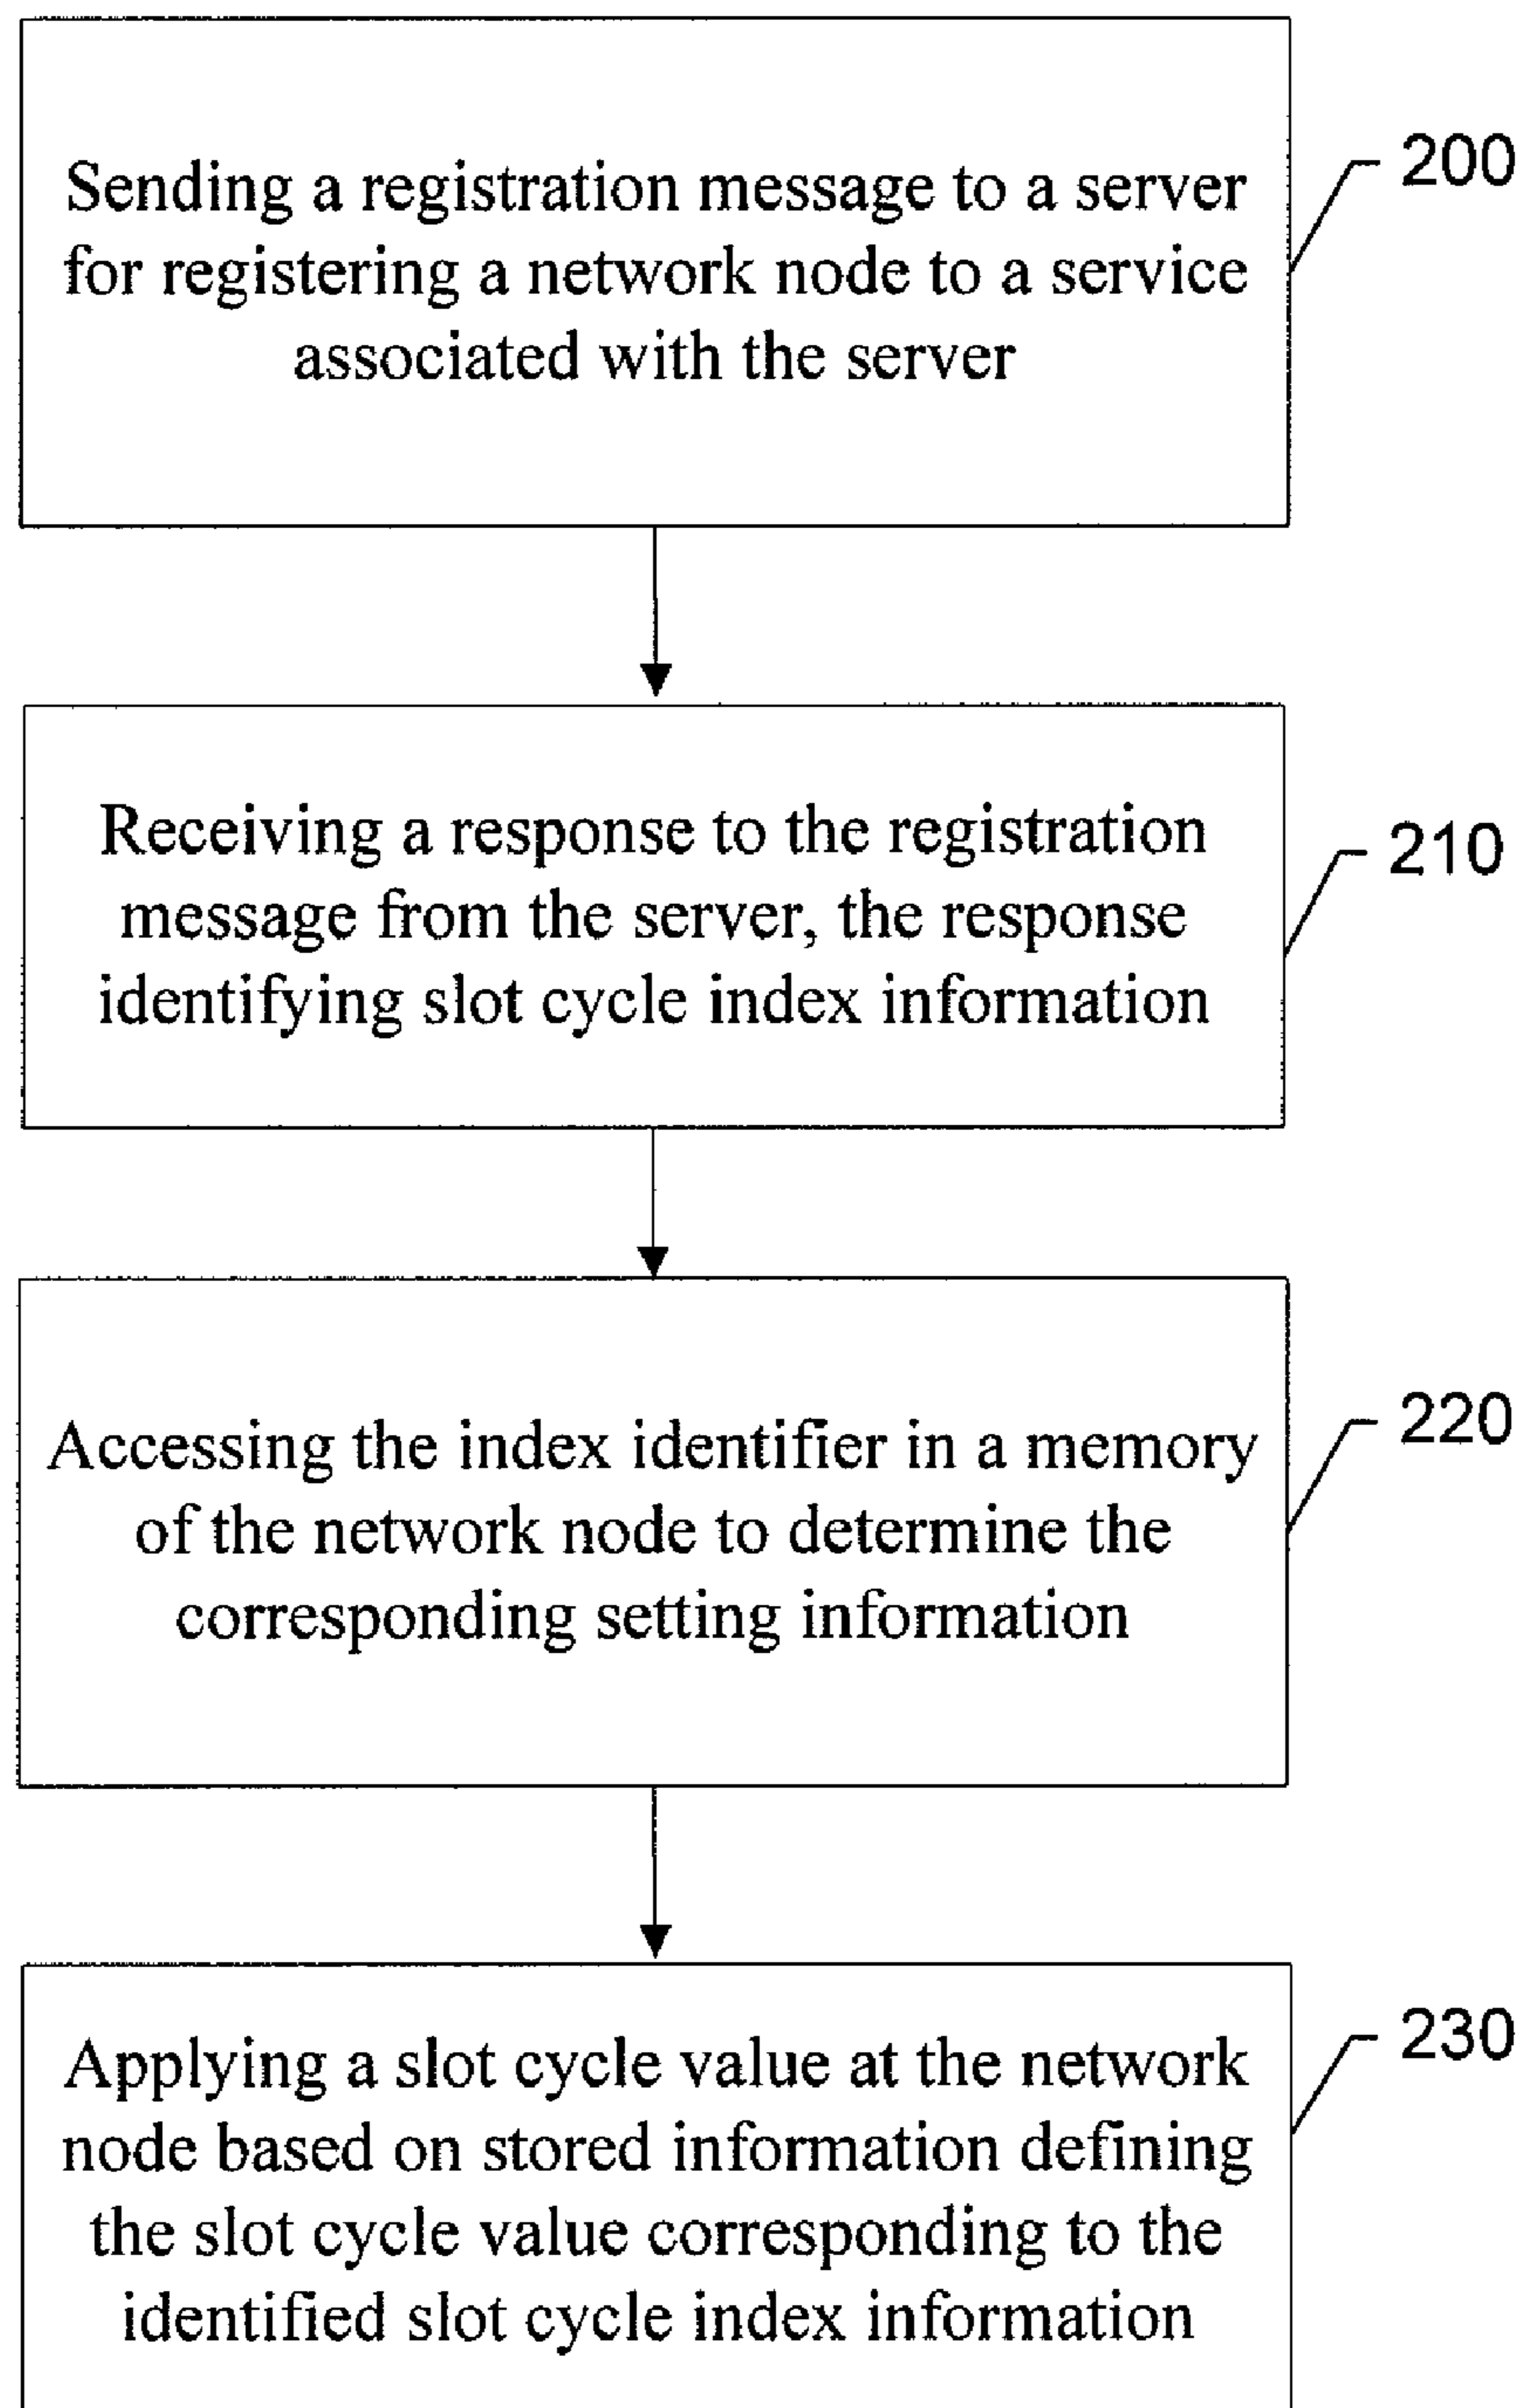 Sending a registration message to a server
for registering a network node to a service
associated with the server
200
Receiving a response to the registration
message from the server, the response
identifying slot cycle index information
210
Accessing the index identifier in a memory
of the network node to determine the
corresponding setting information
220
Applying a slot cycle value at the network
node based on stored information defining
the slot cycle value corresponding to the
identified slot cycle index information
230